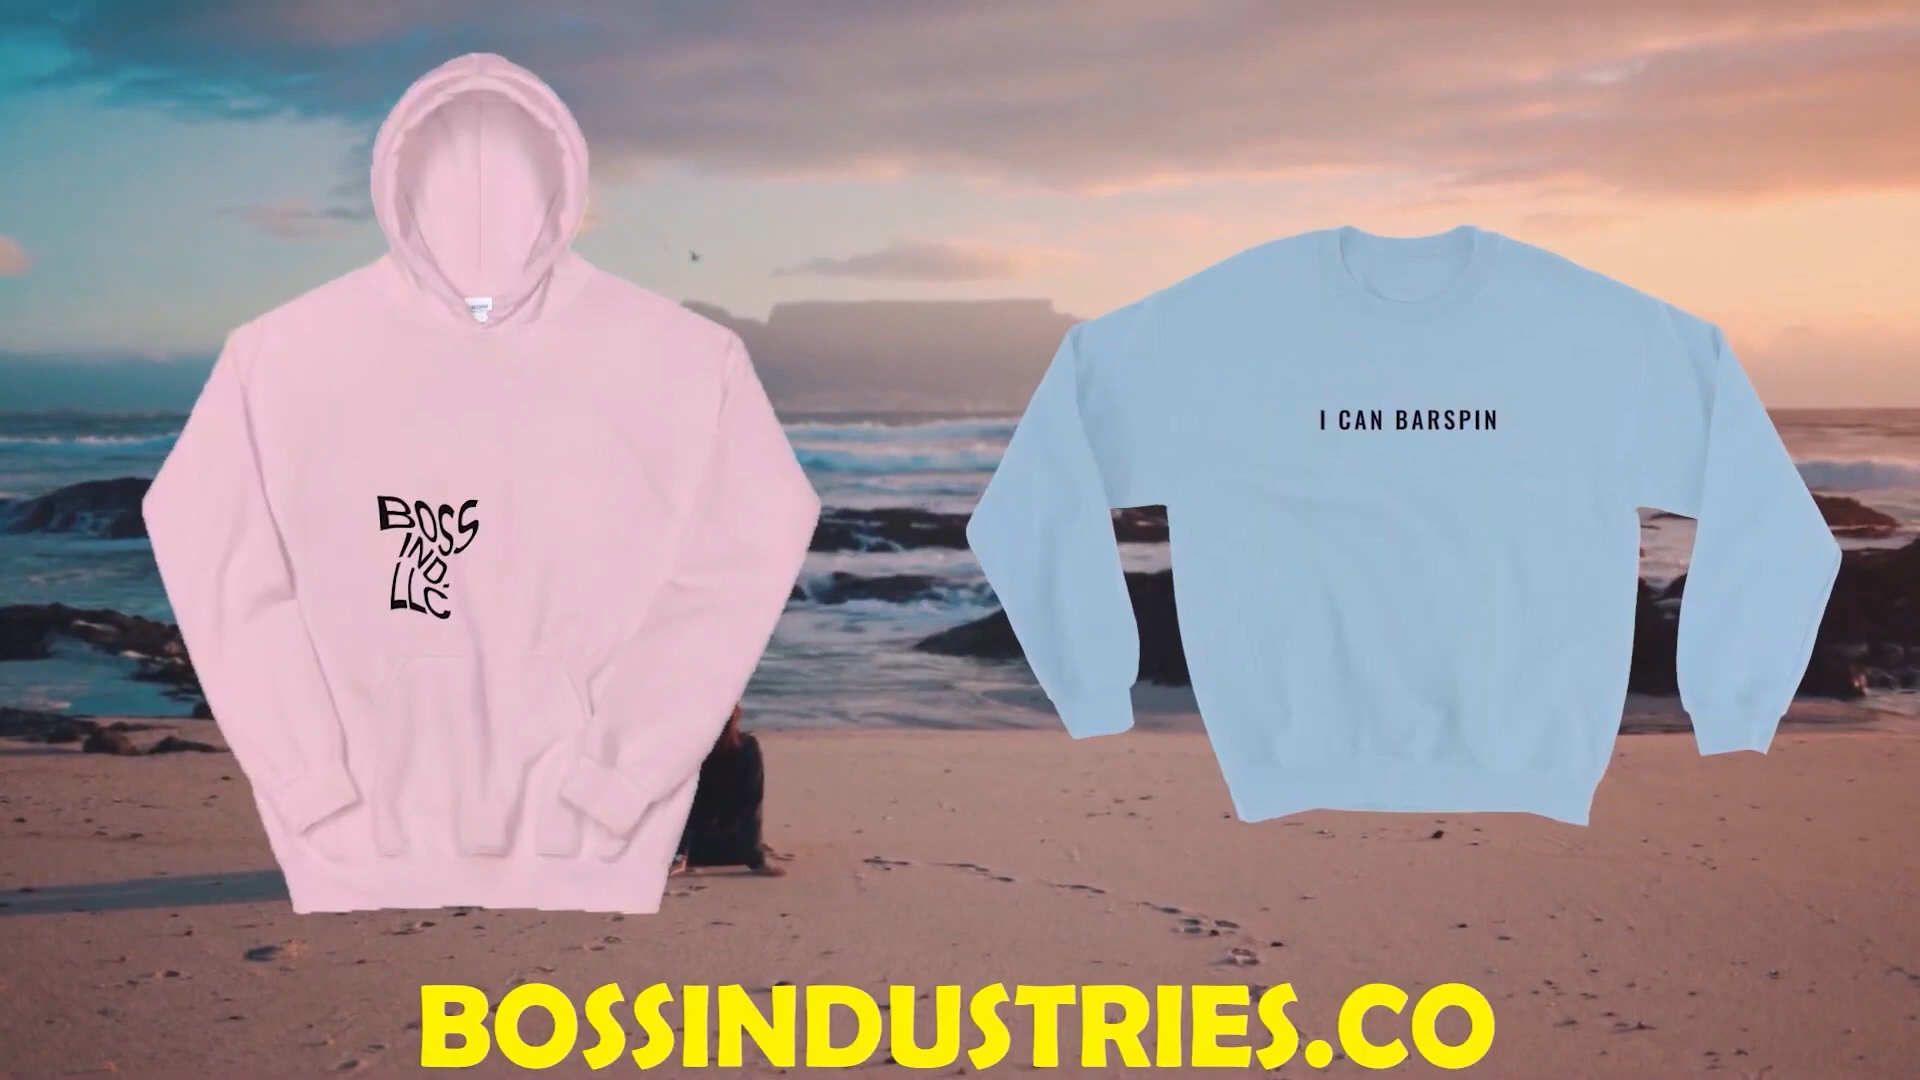 BOSS
IND.
LLC
I CAN BARSPIN
BOSSINDUSTRIES.CO